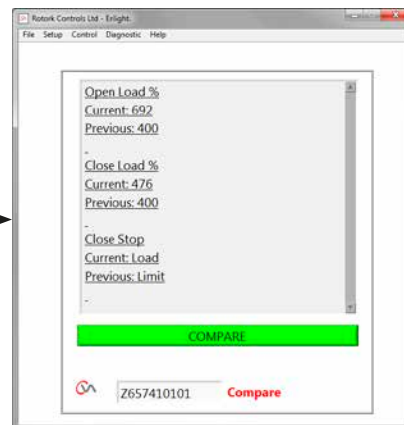 Rotork Controls Ltd - Enlight.
File Setup Control Diagnostic Help
Open Load %
Current: 692
Previous: 400
-
Close Load %
Current: 476
Previous: 400
-
Close Stop
Current: Load
Previous: Limit
-
COMPARE
Z657410101 Compare